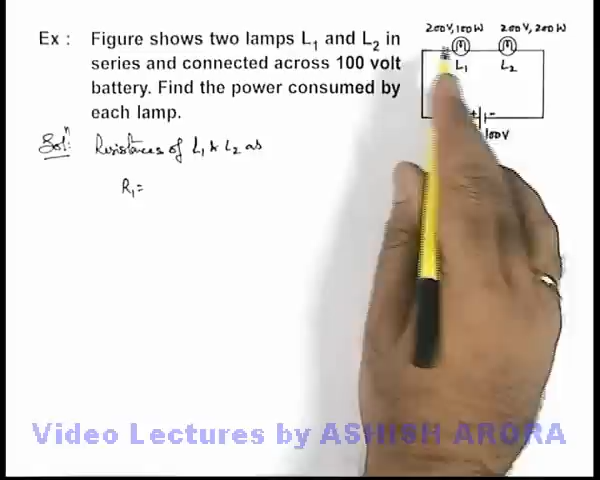 Ex : Figure shows two lamps L₁ and L₂ in
series and connected across 100 volt
battery. Find the power consumed by
each lamp.
200V, 100W 200V, 200W
L₁ L₂
+ -
100V
Solⁿ: Resistances of L₁ & L₂ as
R₁=
Video Lectures by ASHISH ARORA